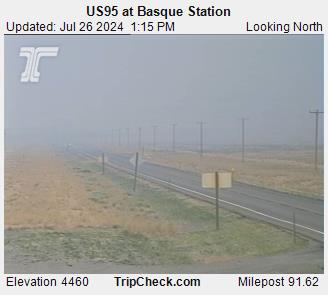 US95 at Basque Station
Updated: Jul 26 2024 1:15 PM Looking North
Elevation 4460 TripCheck.com Milepost 91.62